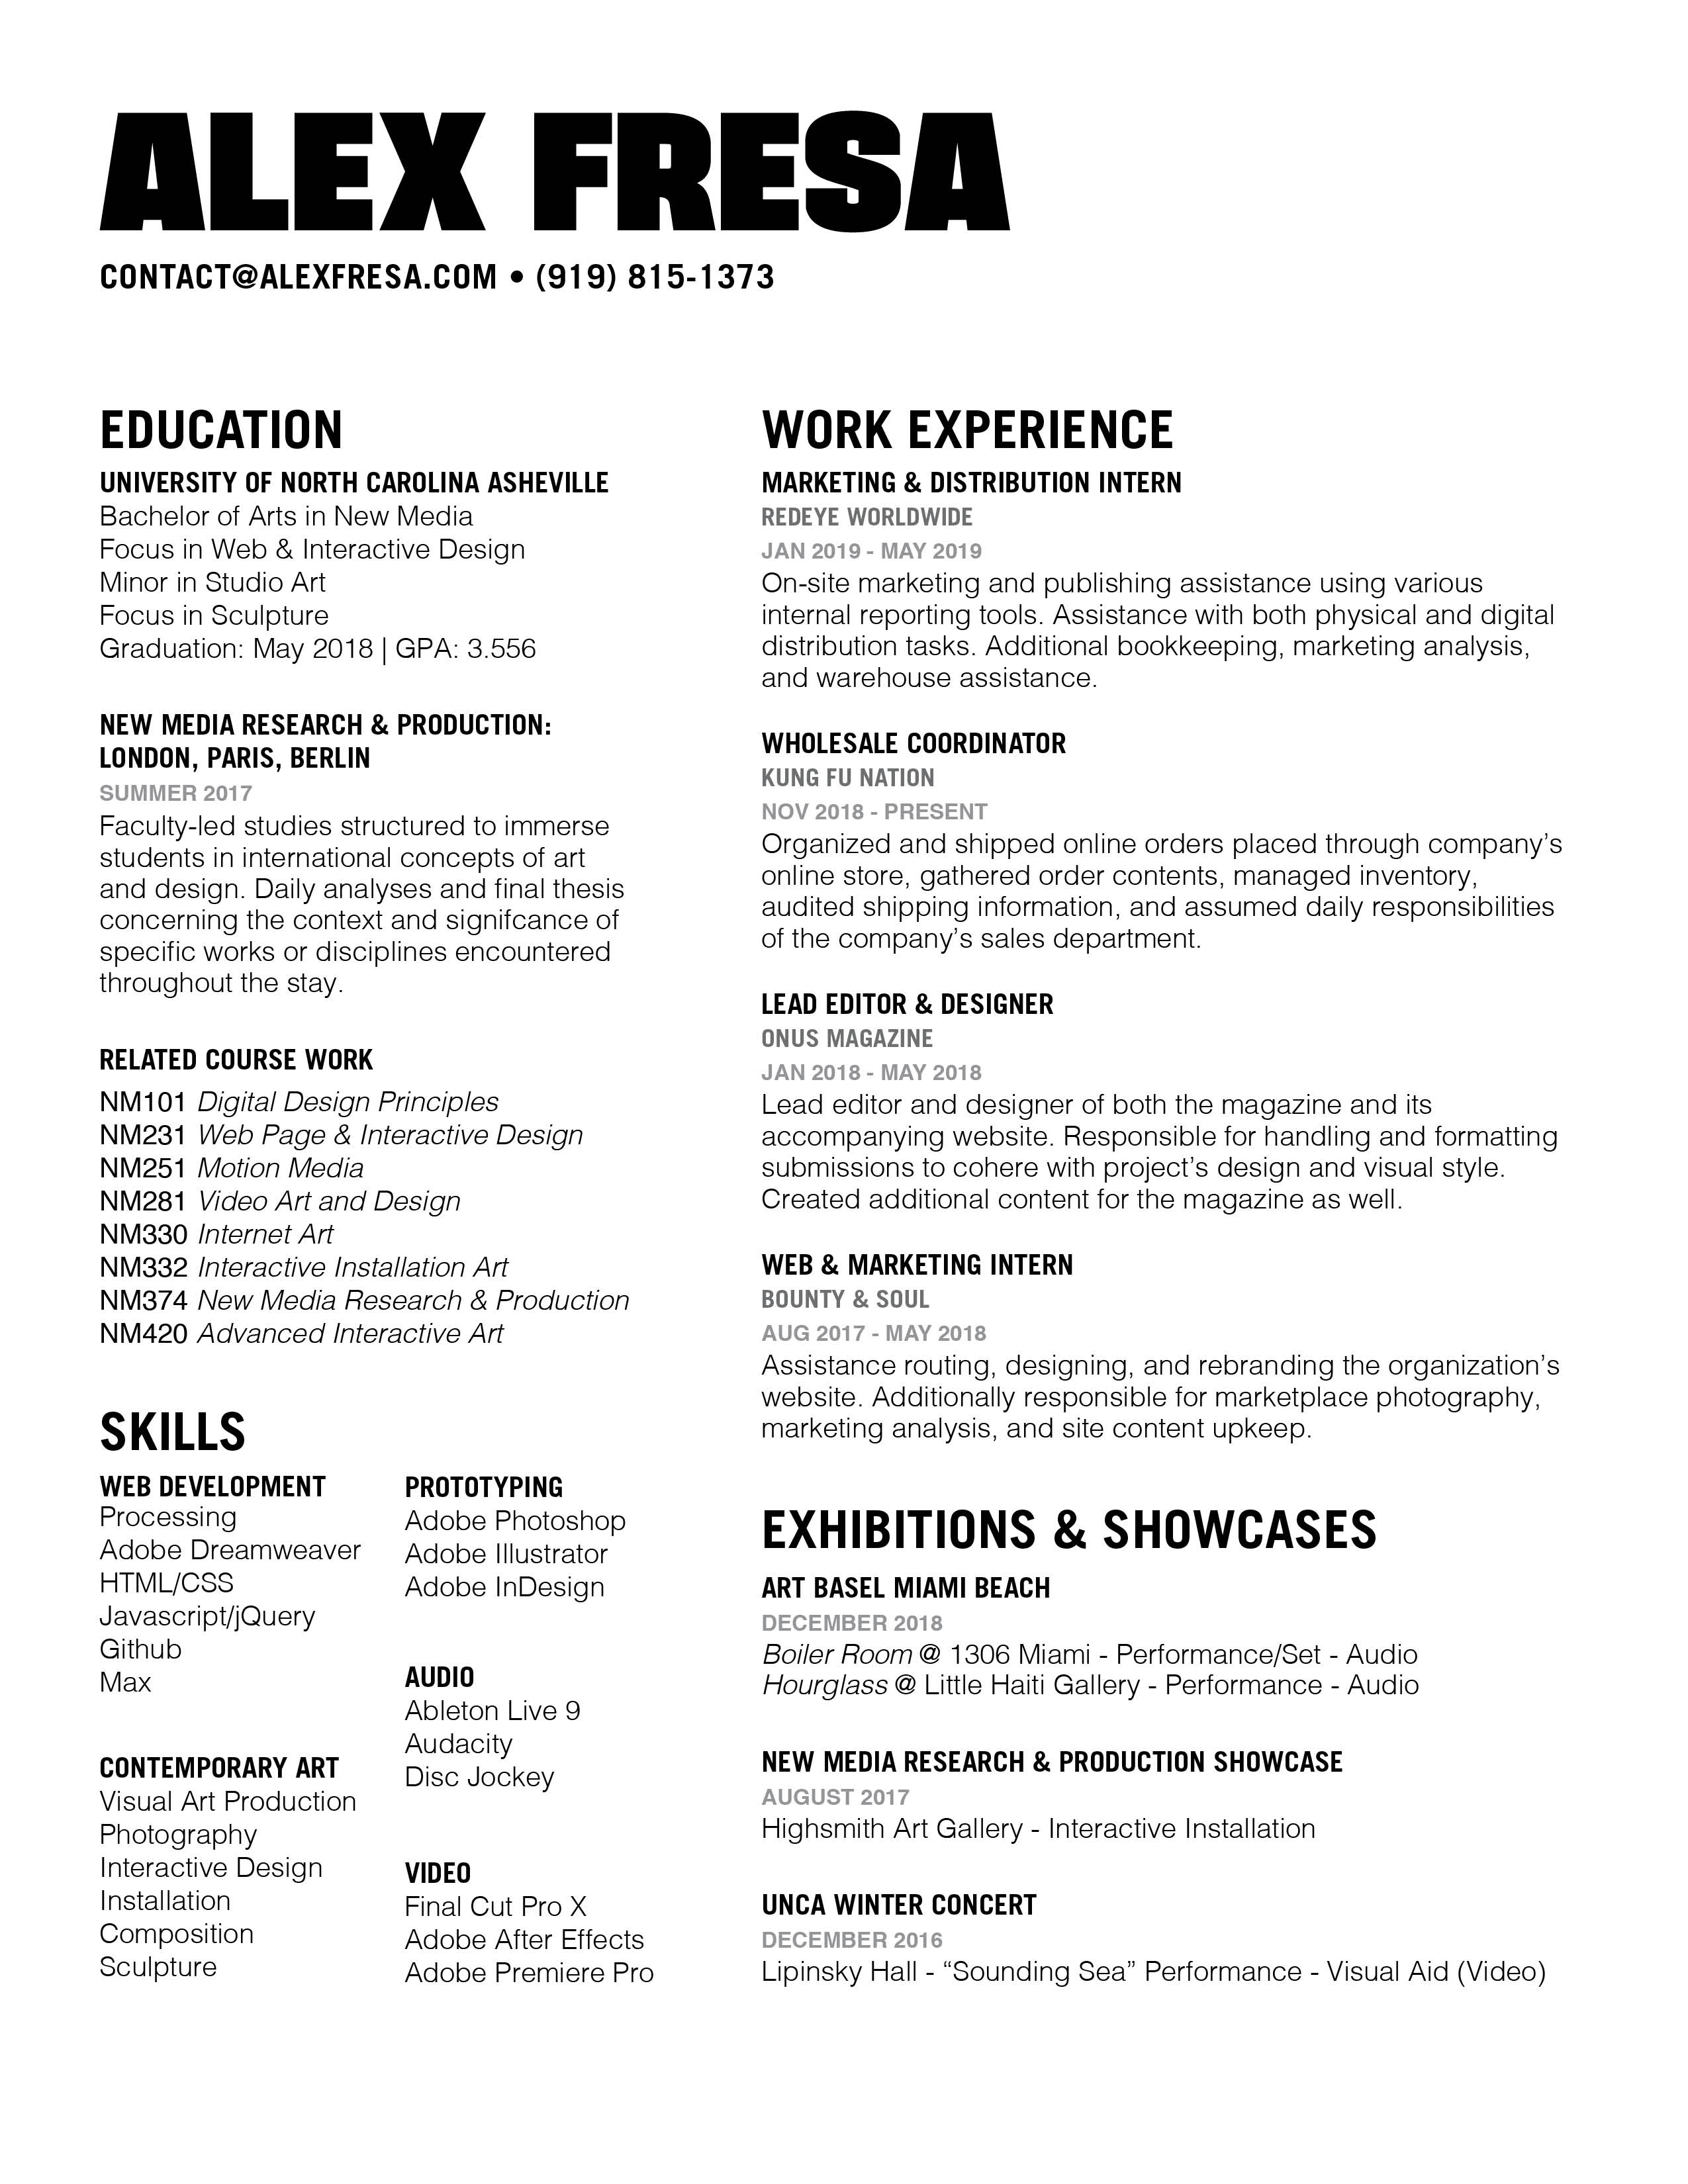 ALEX FRESA
CONTACT@ALEXFRESA.COM • (919) 815-1373
EDUCATION
UNIVERSITY OF NORTH CAROLINA ASHEVILLE
Bachelor of Arts in New Media
Focus in Web & Interactive Design
Minor in Studio Art
Focus in Sculpture
Graduation: May 2018 | GPA: 3.556
NEW MEDIA RESEARCH & PRODUCTION:
LONDON, PARIS, BERLIN
SUMMER 2017
Faculty-led studies structured to immerse
students in international concepts of art
and design. Daily analyses and final thesis
concerning the context and signifcance of
specific works or disciplines encountered
throughout the stay.
RELATED COURSE WORK
NM101 Digital Design Principles
NM231 Web Page & Interactive Design
NM251 Motion Media
NM281 Video Art and Design
NM330 Internet Art
NM332 Interactive Installation Art
NM374 New Media Research & Production
NM420 Advanced Interactive Art
SKILLS
WEB DEVELOPMENT
Processing
Adobe Dreamweaver
HTML/CSS
Javascript/jQuery
Github
Max
CONTEMPORARY ART
Visual Art Production
Photography
Interactive Design
Installation
Composition
Sculpture
PROTOTYPING
Adobe Photoshop
Adobe Illustrator
Adobe InDesign
AUDIO
Ableton Live 9
Audacity
Disc Jockey
VIDEO
Final Cut Pro X
Adobe After Effects
Adobe Premiere Pro
WORK EXPERIENCE
MARKETING & DISTRIBUTION INTERN
REDEYE WORLDWIDE
JAN 2019 - MAY 2019
On-site marketing and publishing assistance using various
internal reporting tools. Assistance with both physical and digital
distribution tasks. Additional bookkeeping, marketing analysis,
and warehouse assistance.
WHOLESALE COORDINATOR
KUNG FU NATION
NOV 2018 - PRESENT
Organized and shipped online orders placed through company’s
online store, gathered order contents, managed inventory,
audited shipping information, and assumed daily responsibilities
of the company’s sales department.
LEAD EDITOR & DESIGNER
ONUS MAGAZINE
JAN 2018 - MAY 2018
Lead editor and designer of both the magazine and its
accompanying website. Responsible for handling and formatting
submissions to cohere with project’s design and visual style.
Created additional content for the magazine as well.
WEB & MARKETING INTERN
BOUNTY & SOUL
AUG 2017 - MAY 2018
Assistance routing, designing, and rebranding the organization’s
website. Additionally responsible for marketplace photography,
marketing analysis, and site content upkeep.
EXHIBITIONS & SHOWCASES
ART BASEL MIAMI BEACH
DECEMBER 2018
Boiler Room @ 1306 Miami - Performance/Set - Audio
Hourglass @ Little Haiti Gallery - Performance - Audio
NEW MEDIA RESEARCH & PRODUCTION SHOWCASE
AUGUST 2017
Highsmith Art Gallery - Interactive Installation
UNCA WINTER CONCERT
DECEMBER 2016
Lipinsky Hall - “Sounding Sea” Performance - Visual Aid (Video)